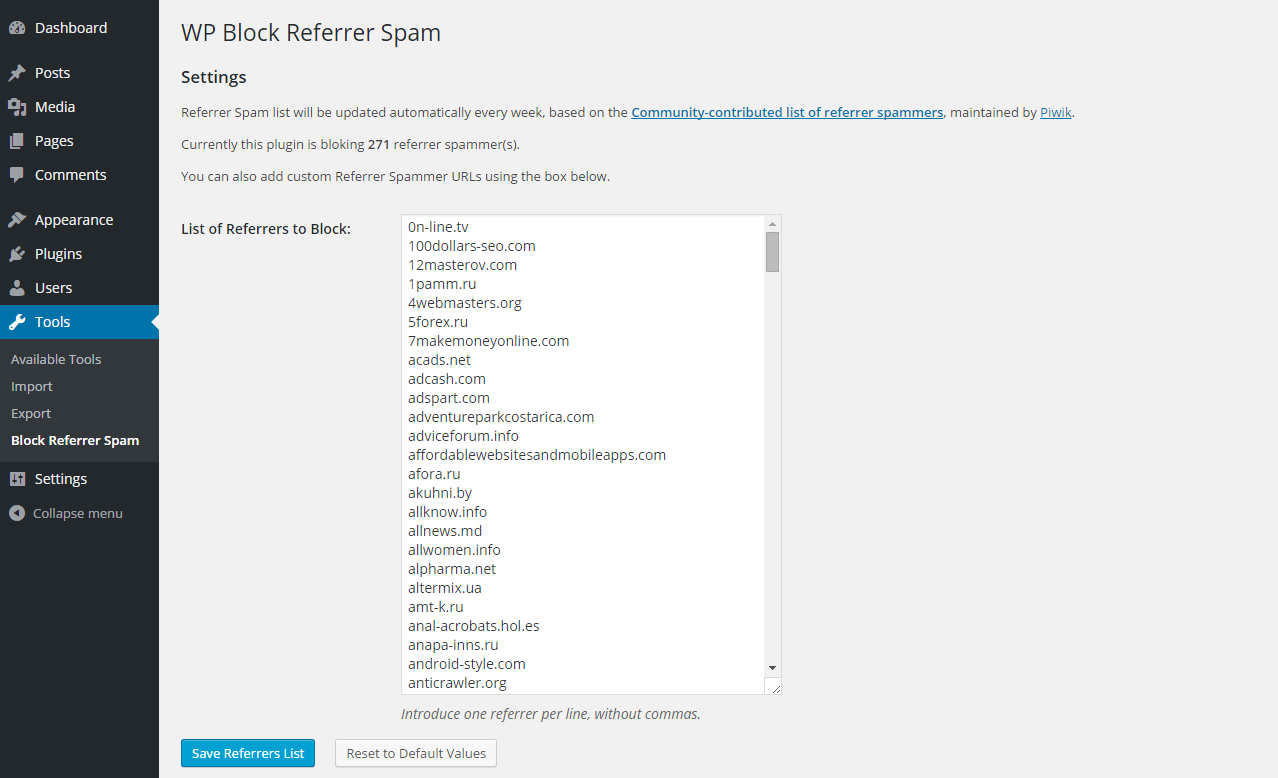 Dashboard
Posts
Media
Pages
Comments
Appearance
Plugins
Users
Tools
Available Tools
Import
Export
Block Referrer Spam
Settings
Collapse menu
WP Block Referrer Spam
Settings
Referrer Spam list will be updated automatically every week, based on the Community-contributed list of referrer spammers, maintained by Piwik.
Currently this plugin is bloking 271 referrer spammer(s).
You can also add custom Referrer Spammer URLs using the box below.
List of Referrers to Block:
0n-line.tv
100dollars-seo.com
12masterov.com
1pamm.ru
4webmasters.org
5forex.ru
7makemoneyonline.com
acads.net
adcash.com
adspart.com
adventureparkcostarica.com
adviceforum.info
affordablewebsitesandmobileapps.com
afora.ru
akuhni.by
allknow.info
allnews.md
allwomen.info
alpharma.net
altermix.ua
amt-k.ru
anal-acrobats.hol.es
anapa-inns.ru
android-style.com
anticrawler.org
Introduce one referrer per line, without commas.
Save Referrers List
Reset to Default Values